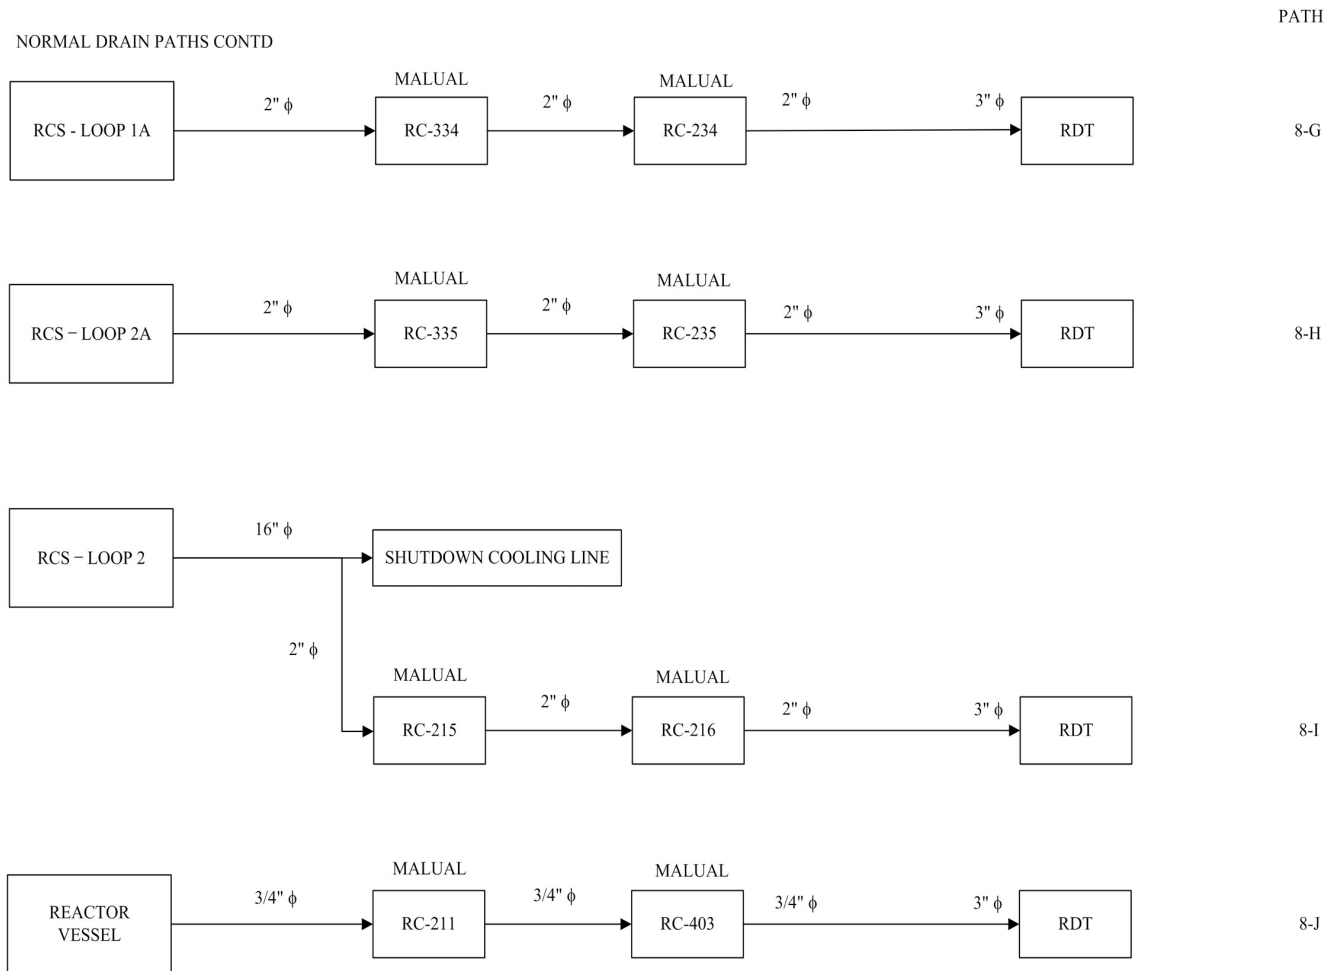 PATH
NORMAL DRAIN PATHS CONTD
MALUAL
MALUAL
2" ϕ
2" ϕ
2" ϕ
3" ϕ
RCS - LOOP 1A
RC-334
RC-234
RDT
8-G
MALUAL
MALUAL
2" ϕ
2" ϕ
2" ϕ
3" ϕ
RCS – LOOP 2A
RC-335
RC-235
RDT
8-H
16" ϕ
RCS – LOOP 2
SHUTDOWN COOLING LINE
2" ϕ
MALUAL
MALUAL
2" ϕ
2" ϕ
3" ϕ
RC-215
RC-216
RDT
8-I
MALUAL
MALUAL
3/4" ϕ
3/4" ϕ
3/4" ϕ
3" ϕ
REACTOR
VESSEL
RC-211
RC-403
RDT
8-J